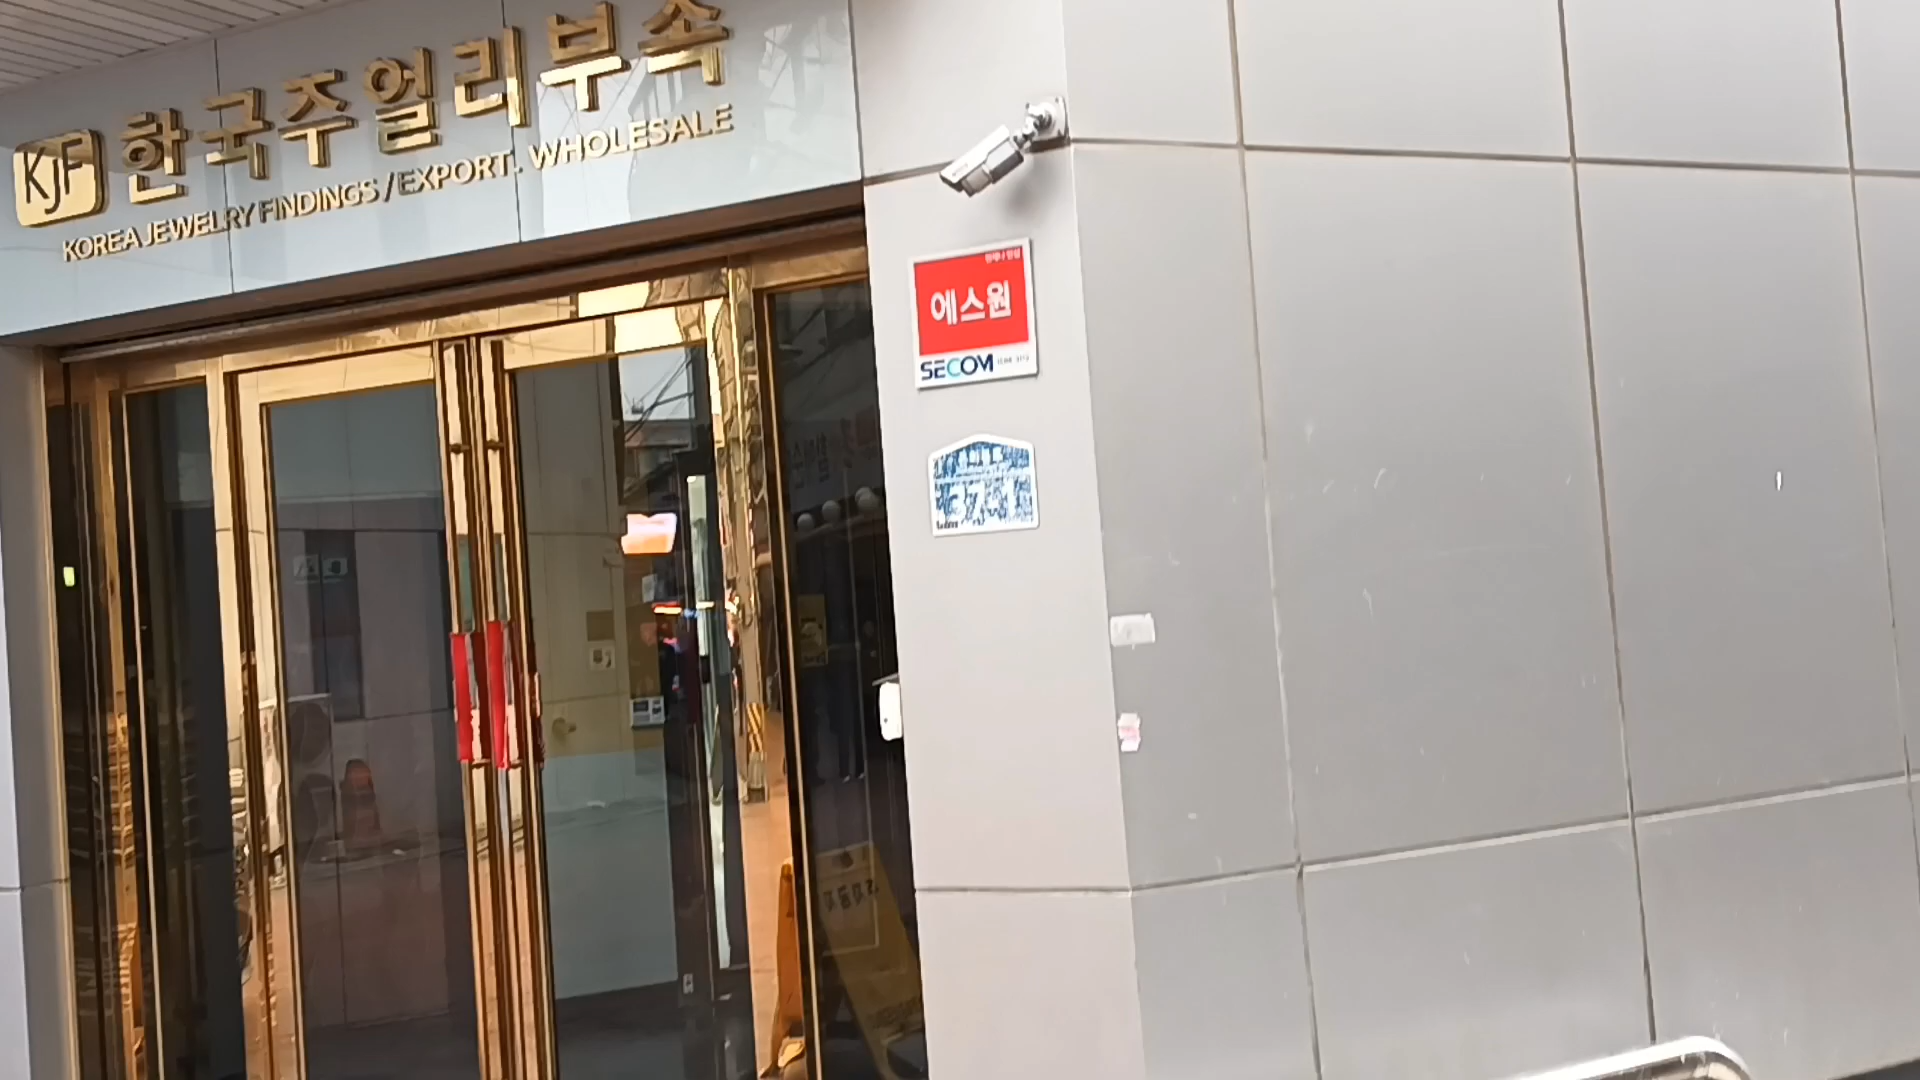 KJF 한국주얼리부속
KOREA JEWELRY FINDINGS / EXPORT. WHOLESALE
에스원
SECOM